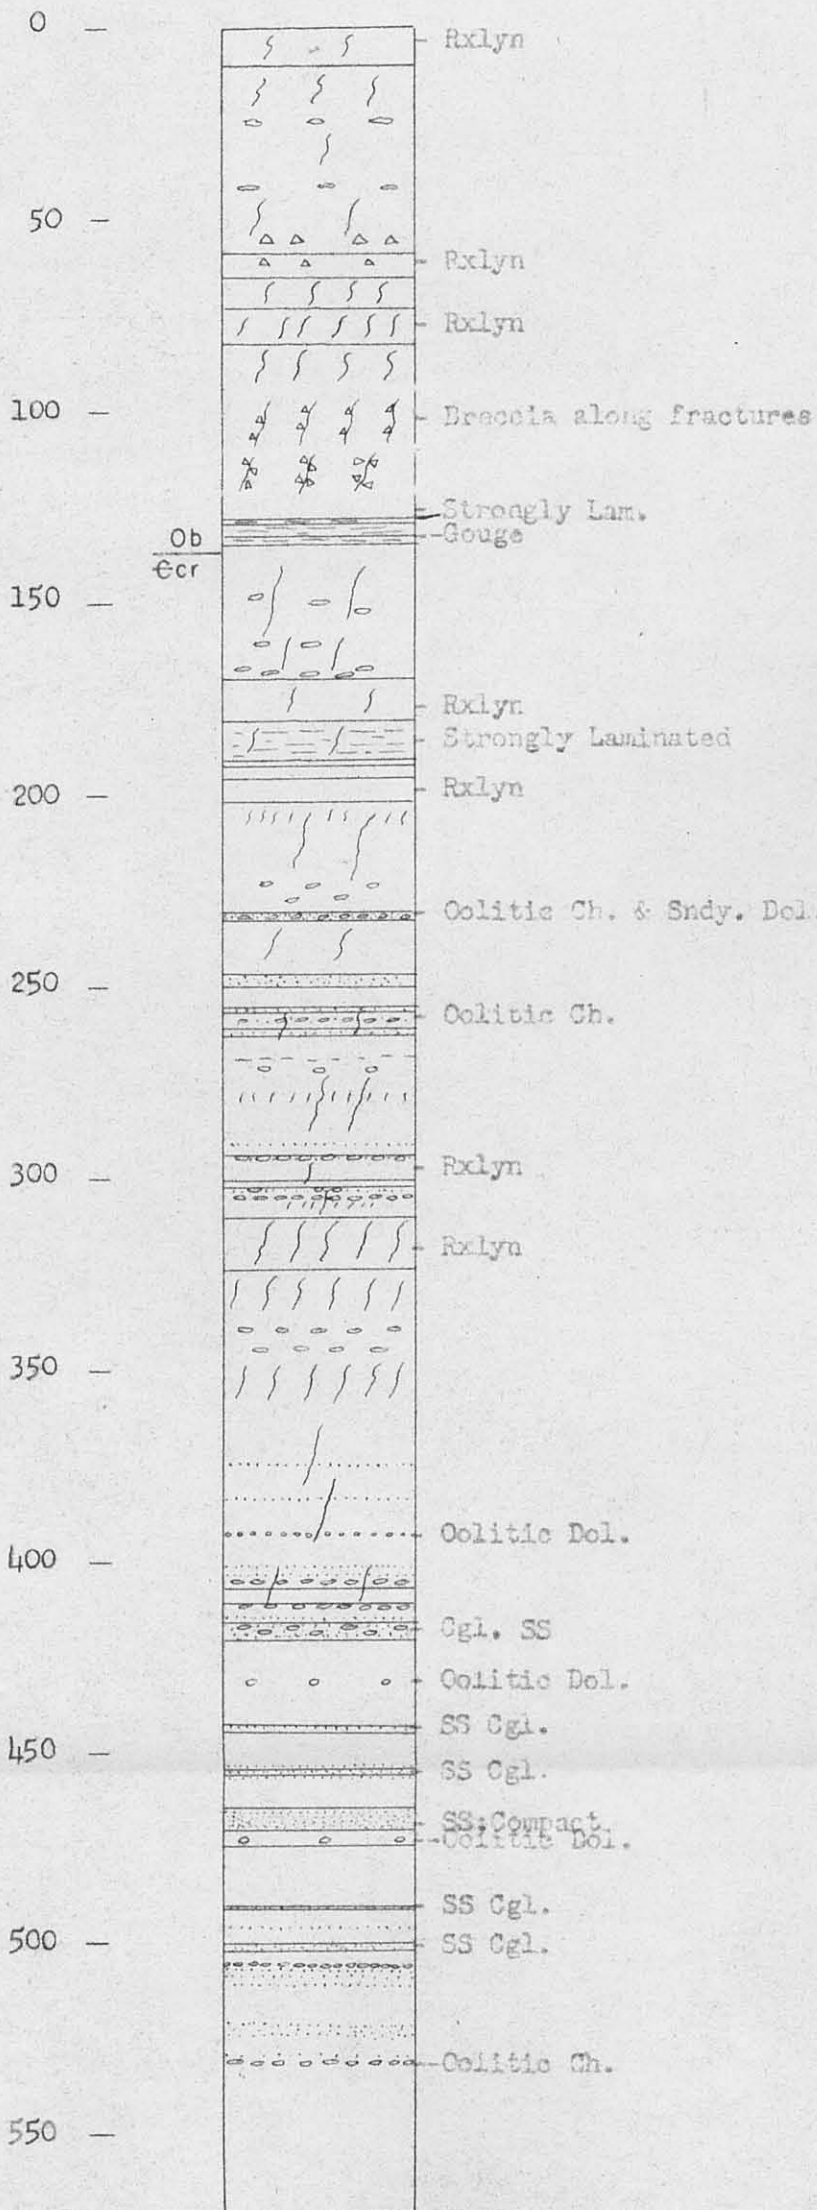 0
Rxlyn
50
Rxlyn
Rxlyn
100
Breccia along fractures
Strongly Lam.
Gouge
Ob
Єcr
150
Rxlyn
Strongly Laminated
200
Rxlyn
Oolitic Ch. & Sndy. Dol.
250
Oolitic Ch.
300
Rxlyn
Rxlyn
350
Oolitic Dol.
400
Cgl. SS
Oolitic Dol.
SS Cgl.
450
SS Cgl.
SS;Compact
Oolitic Dol.
SS Cgl.
500
SS Cgl.
Oolitic Ch.
550